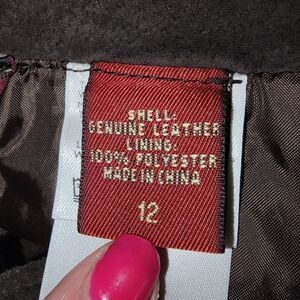 SHELL:
GENUINE LEATHER
LINING:
100% POLYESTER
MADE IN CHINA
12